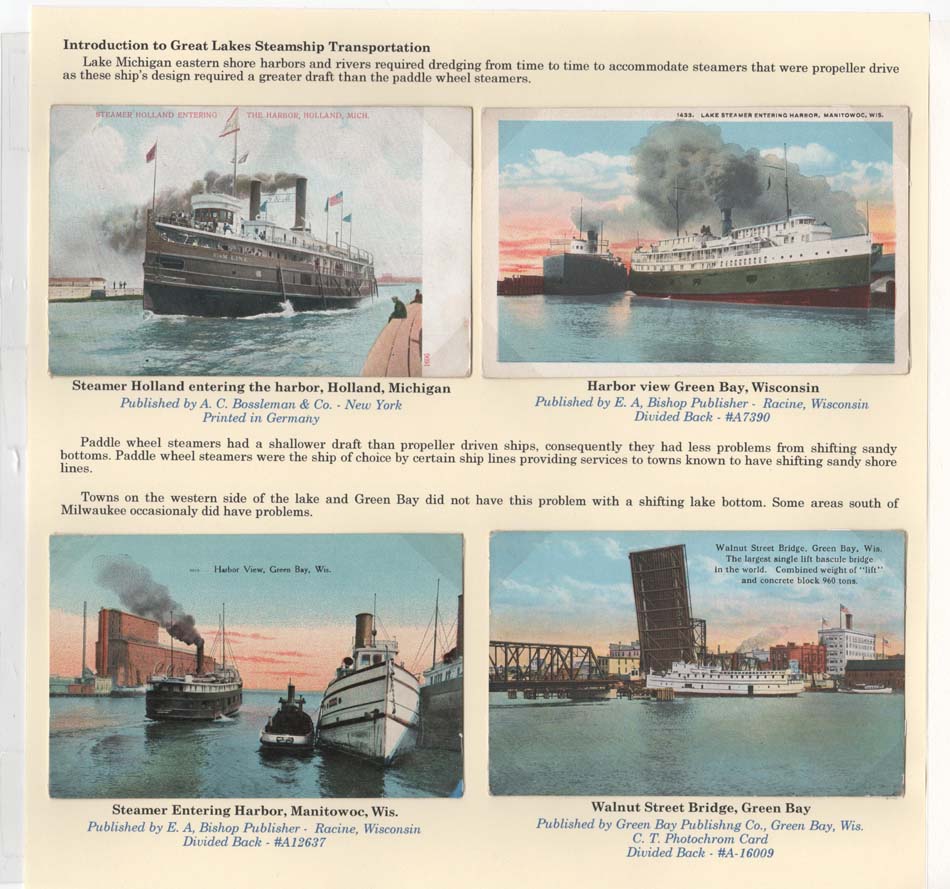 Introduction to Great Lakes Steamship Transportation
Lake Michigan eastern shore harbors and rivers required dredging from time to time to accommodate steamers that were propeller drive
as these ship's design required a greater draft than the paddle wheel steamers.
STEAMER HOLLAND ENTERING THE HARBOR, HOLLAND, MICH.
1433. LAKE STEAMER ENTERING HARBOR, MANITOWOC, WIS.
Steamer Holland entering the harbor, Holland, Michigan
Published by A. C. Bossleman & Co. - New York
Printed in Germany
Harbor view Green Bay, Wisconsin
Published by E. A, Bishop Publisher - Racine, Wisconsin
Divided Back - #A7390
Paddle wheel steamers had a shallower draft than propeller driven ships, consequently they had less problems from shifting sandy
bottoms. Paddle wheel steamers were the ship of choice by certain ship lines providing services to towns known to have shifting sandy shore
lines.
Towns on the western side of the lake and Green Bay did not have this problem with a shifting lake bottom. Some areas south of
Milwaukee occasionaly did have problems.
Harbor View, Green Bay, Wis.
Walnut Street Bridge, Green Bay, Wis.
The largest single lift bascule bridge
in the world. Combined weight of "lift"
and concrete block 960 tons.
Steamer Entering Harbor, Manitowoc, Wis.
Published by E. A, Bishop Publisher - Racine, Wisconsin
Divided Back - #A12637
Walnut Street Bridge, Green Bay
Published by Green Bay Publishng Co., Green Bay, Wis.
C. T. Photochrom Card
Divided Back - #A-16009